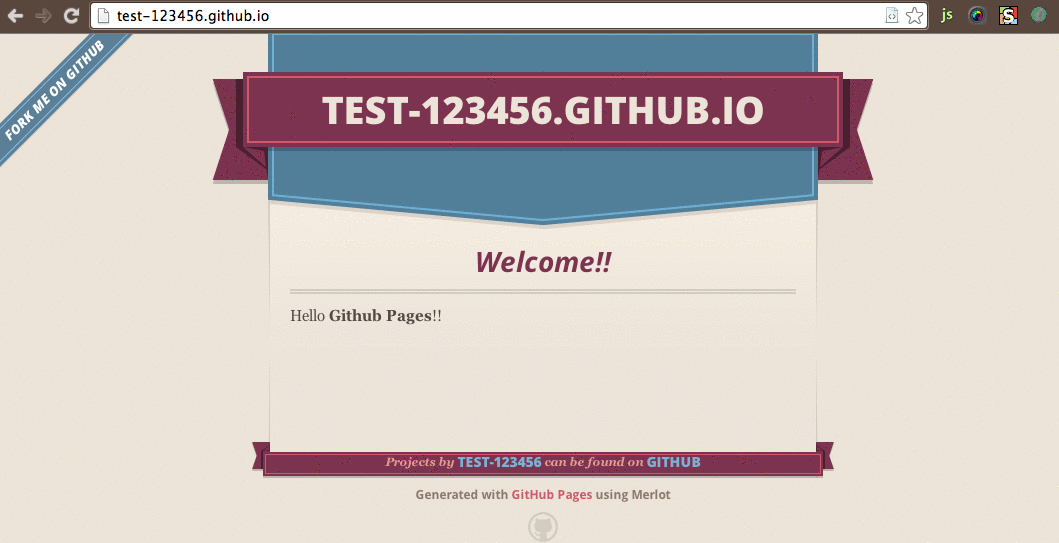 test-123456.github.io
js
S
FORK ME ON GITHUB
TEST-123456.GITHUB.IO
Welcome!!
Hello Github Pages!!
Projects by TEST-123456 can be found on GITHUB
Generated with GitHub Pages using Merlot